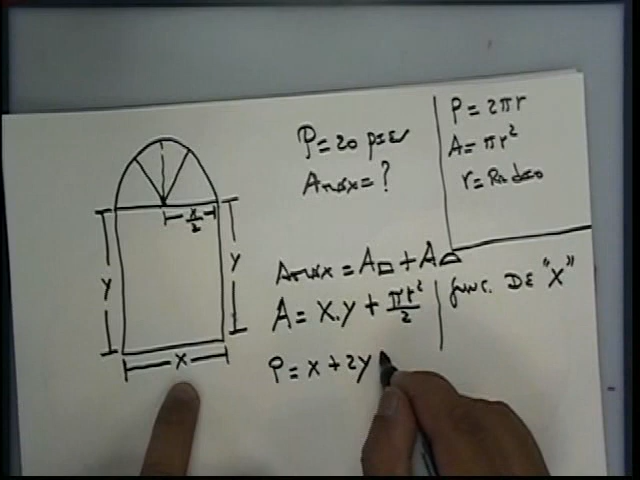 P = 20 pies
Amax = ?
P = 2πr
A = πr²
r = Radio
x/2
y
y
x
Amax = A▭ + A⌓
A = x.y + πr²/2
func. DE "X"
P = x + 2y